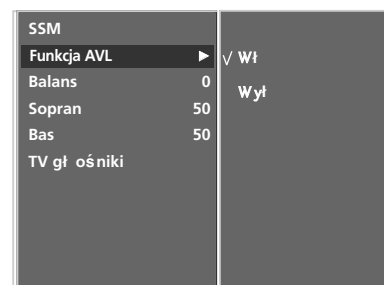 SSM
Funkcja AVL ▶ √ Wł
Balans 0
Wył
Sopran 50
Bas 50
TV gł ośniki